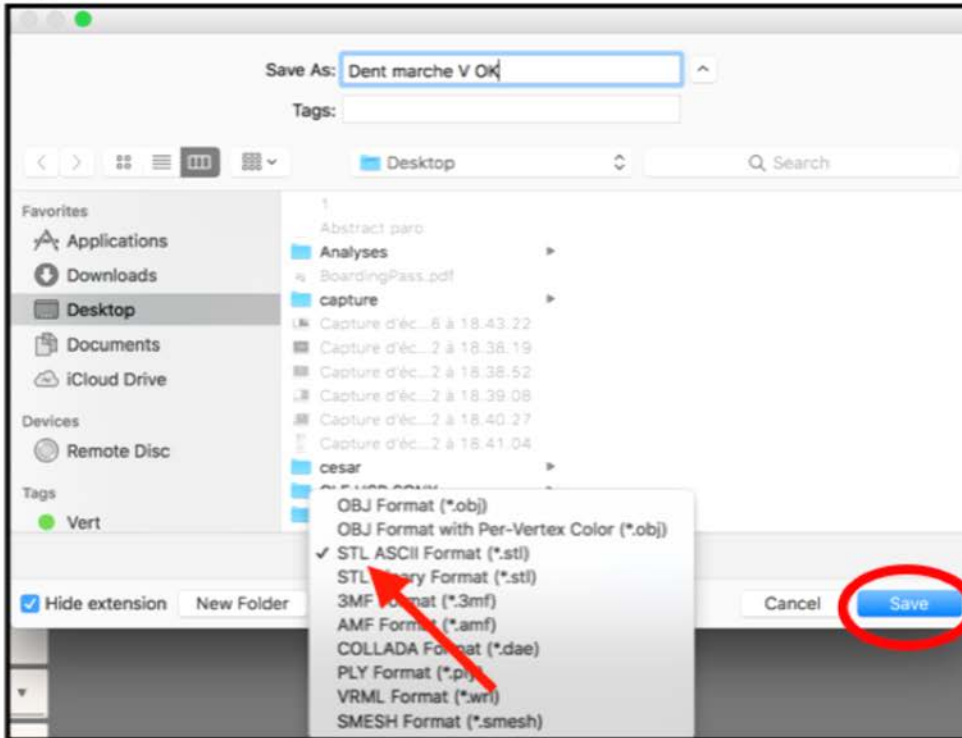 Save As: Dent marche V OK
Tags:
Desktop
Search
Favorites
Applications
Downloads
Desktop
Documents
iCloud Drive
Devices
Remote Disc
Tags
Vert
1
Abstract paro
Analyses
BoardingPass.pdf
capture
Capture d'éc...6 à 18.43.22
Capture d'éc...2 à 18.38.19
Capture d'éc...2 à 18.38.52
Capture d'éc...2 à 18.39.08
Capture d'éc...2 à 18.40.27
Capture d'éc...2 à 18.41.04
cesar
OBJ Format (*.obj)
OBJ Format with Per-Vertex Color (*.obj)
✓ STL ASCII Format (*.stl)
STL Binary Format (*.stl)
3MF Format (*.3mf)
AMF Format (*.amf)
COLLADA Format (*.dae)
PLY Format (*.ply)
VRML Format (*.wrl)
SMESH Format (*.smesh)
Hide extension
New Folder
Cancel
Save